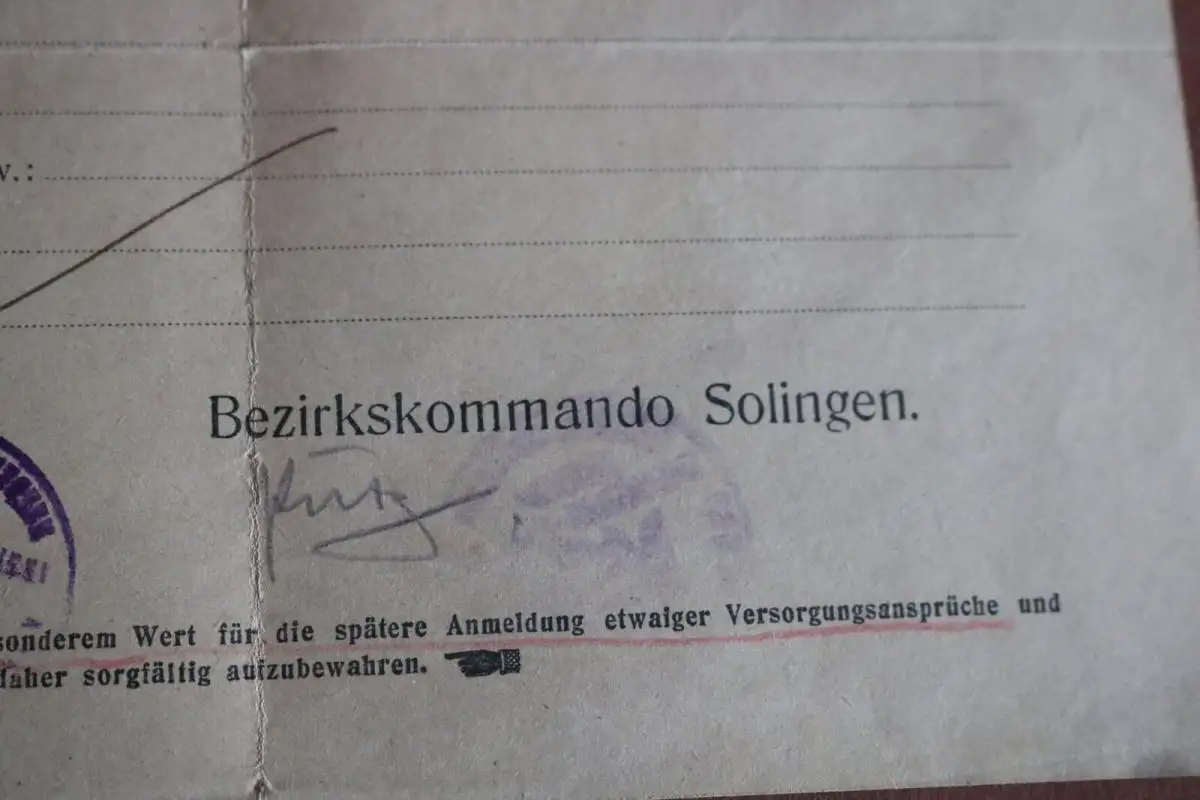 v.:
Bezirkskommando Solingen.
sonderem Wert für die spätere Anmeldung etwaiger Versorgungsansprüche und
daher sorgfältig aufzubewahren.